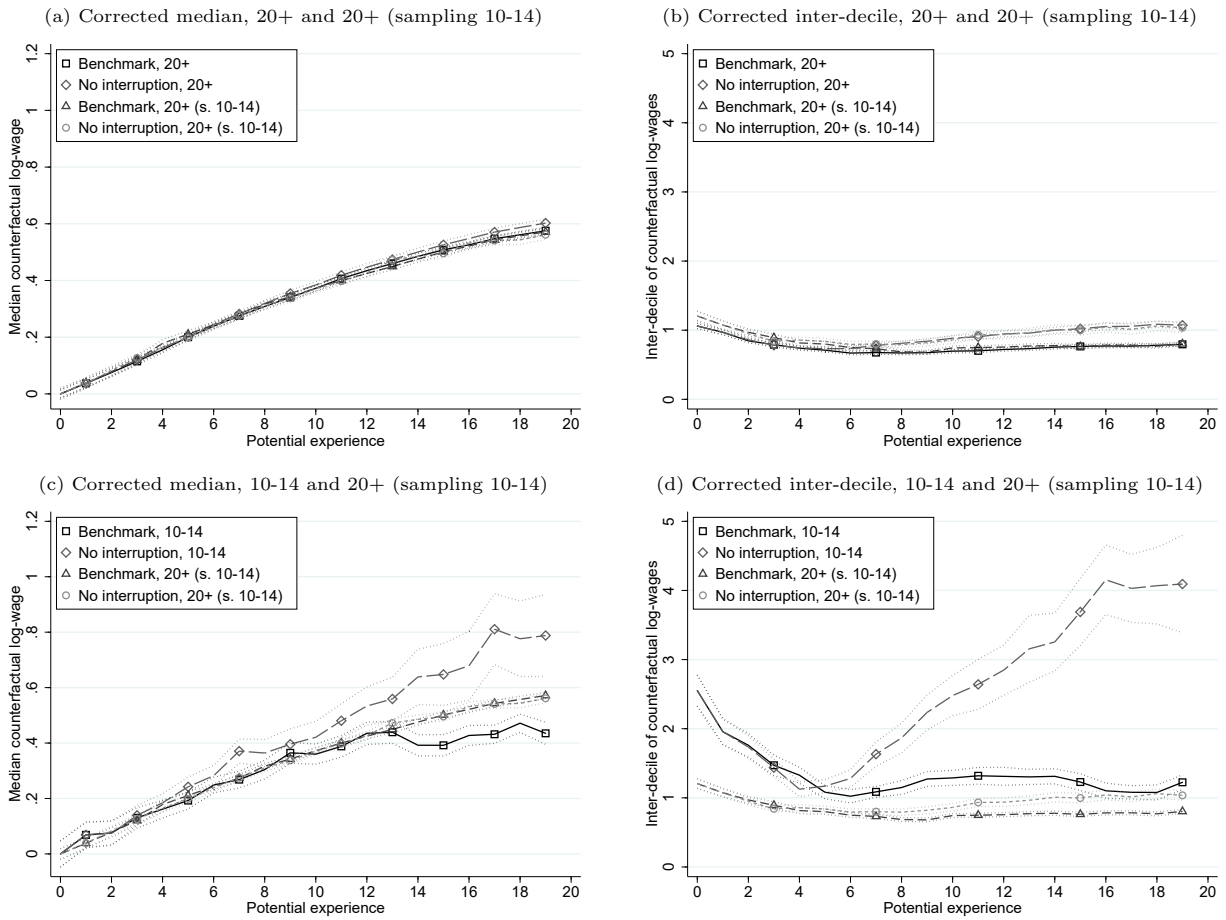 (a) Corrected median, 20+ and 20+ (sampling 10-14)
Median counterfactual log-wage
1.2
1
.8
.6
.4
.2
0
Benchmark, 20+
No interruption, 20+
Benchmark, 20+ (s. 10-14)
No interruption, 20+ (s. 10-14)
0 2 4 6 8 10 12 14 16 18 20
Potential experience
(b) Corrected inter-decile, 20+ and 20+ (sampling 10-14)
Inter-decile of counterfactual log-wages
5
4
3
2
1
0
Benchmark, 20+
No interruption, 20+
Benchmark, 20+ (s. 10-14)
No interruption, 20+ (s. 10-14)
0 2 4 6 8 10 12 14 16 18 20
Potential experience
(c) Corrected median, 10-14 and 20+ (sampling 10-14)
Median counterfactual log-wage
1.2
1
.8
.6
.4
.2
0
Benchmark, 10-14
No interruption, 10-14
Benchmark, 20+ (s. 10-14)
No interruption, 20+ (s. 10-14)
0 2 4 6 8 10 12 14 16 18 20
Potential experience
(d) Corrected inter-decile, 10-14 and 20+ (sampling 10-14)
Inter-decile of counterfactual log-wages
5
4
3
2
1
0
Benchmark, 10-14
No interruption, 10-14
Benchmark, 20+ (s. 10-14)
No interruption, 20+ (s. 10-14)
0 2 4 6 8 10 12 14 16 18 20
Potential experience